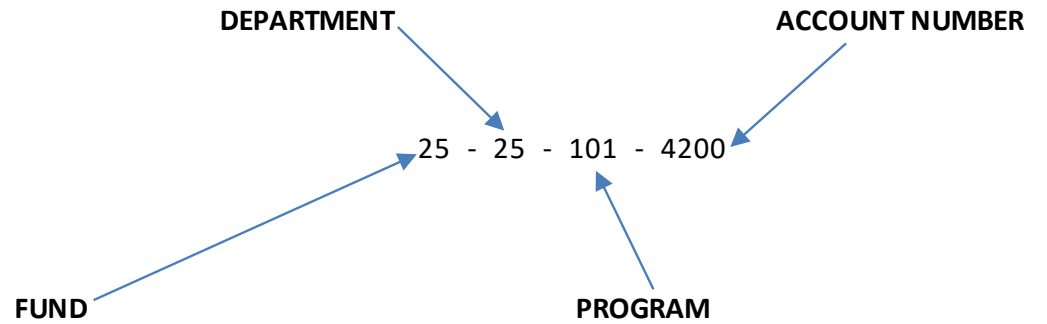 DEPARTMENT ACCOUNT NUMBER
25 - 25 - 101 - 4200
FUND PROGRAM